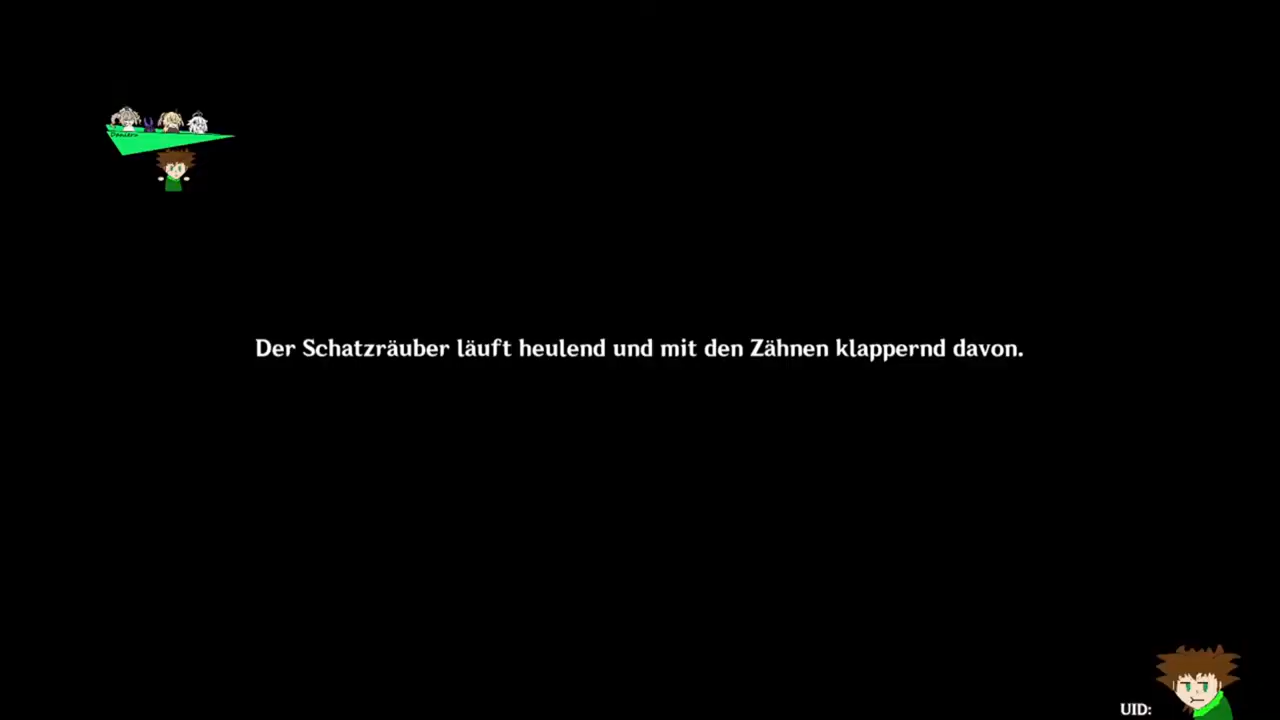 Der Schatzräuber läuft heulend und mit den Zähnen klappernd davon.
UID: